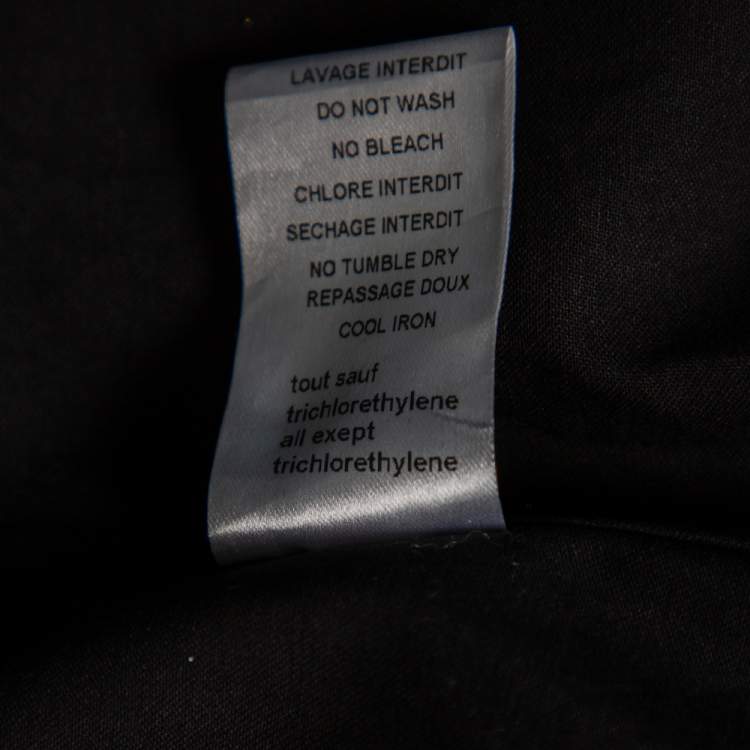 LAVAGE INTERDIT
DO NOT WASH
NO BLEACH
CHLORE INTERDIT
SECHAGE INTERDIT
NO TUMBLE DRY
REPASSAGE DOUX
COOL IRON
tout sauf
trichlorethylene
all exept
trichlorethylene